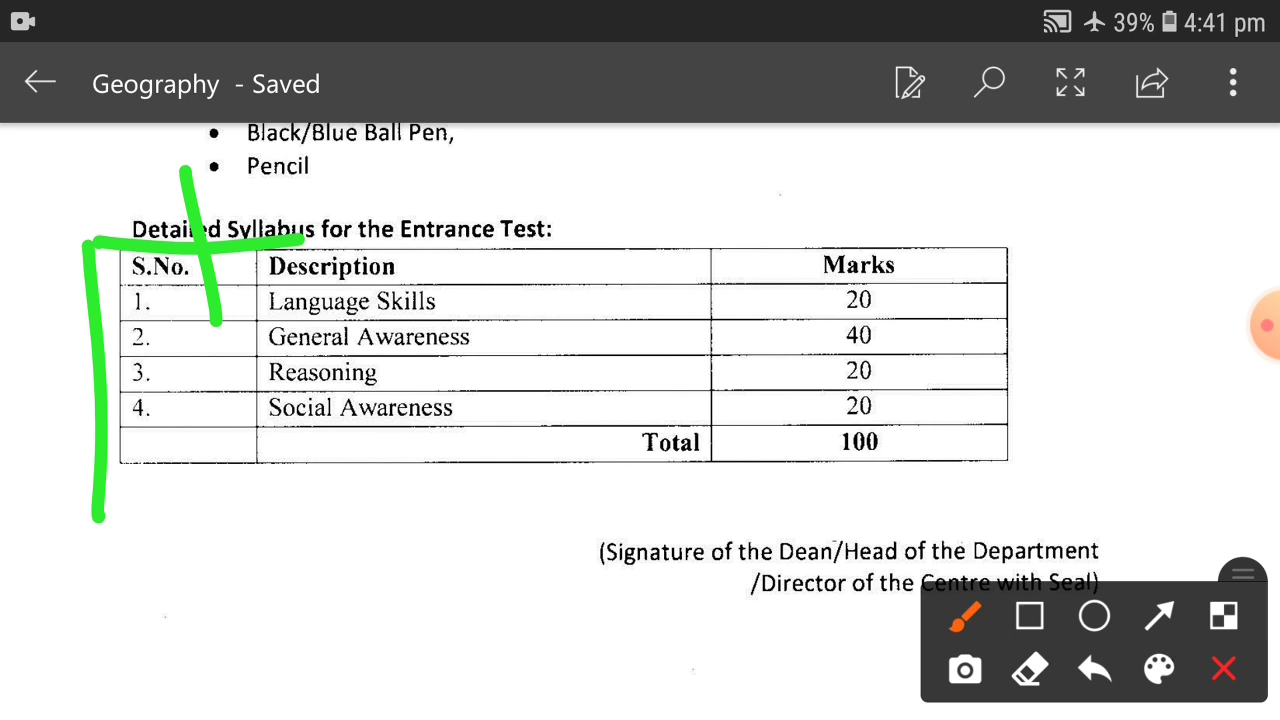 39% 4:41 pm
Geography - Saved
• Black/Blue Ball Pen,
• Pencil
Detailed Syllabus for the Entrance Test:
S.No. Description Marks
1. Language Skills 20
2. General Awareness 40
3. Reasoning 20
4. Social Awareness 20
Total 100
(Signature of the Dean/Head of the Department
/Director of the Centre with Seal)